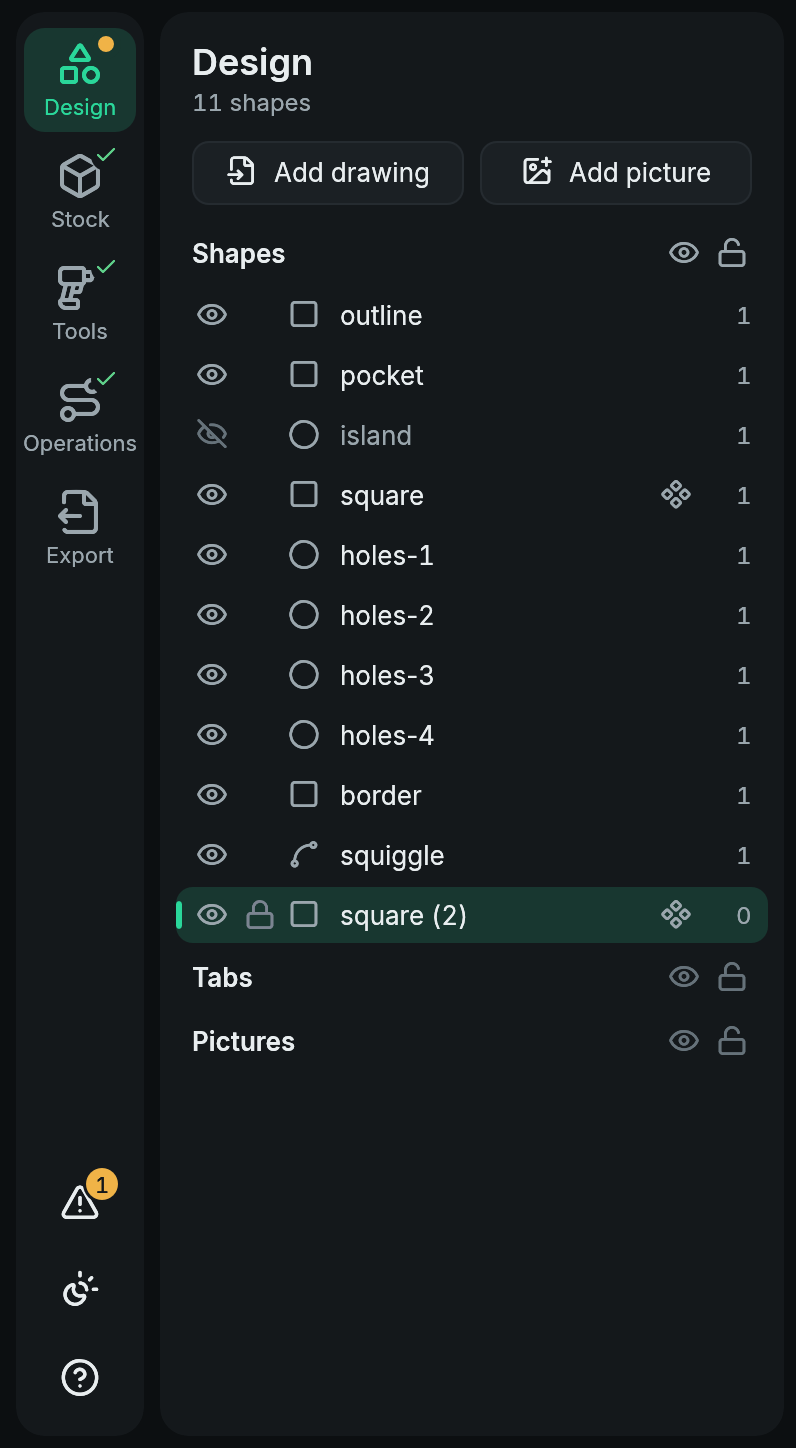 Design
Stock
Tools
Operations
Export
1
Design
11 shapes
Add drawing
Add picture
Shapes
outline 1
pocket 1
island 1
square 1
holes-1 1
holes-2 1
holes-3 1
holes-4 1
border 1
squiggle 1
square (2) 0
Tabs
Pictures